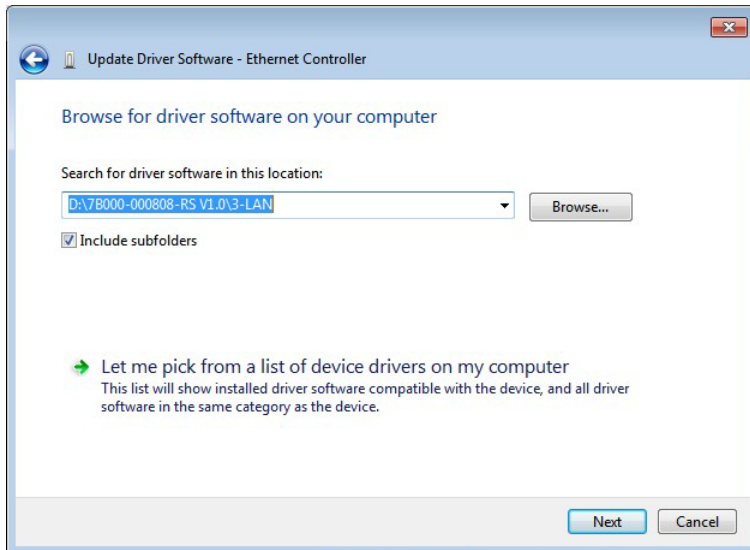 Update Driver Software - Ethernet Controller
Browse for driver software on your computer
Search for driver software in this location:
D:\7B000-000808-RS V1.0\3-LAN
Browse...
Include subfolders
Let me pick from a list of device drivers on my computer
This list will show installed driver software compatible with the device, and all driver
software in the same category as the device.
Next
Cancel